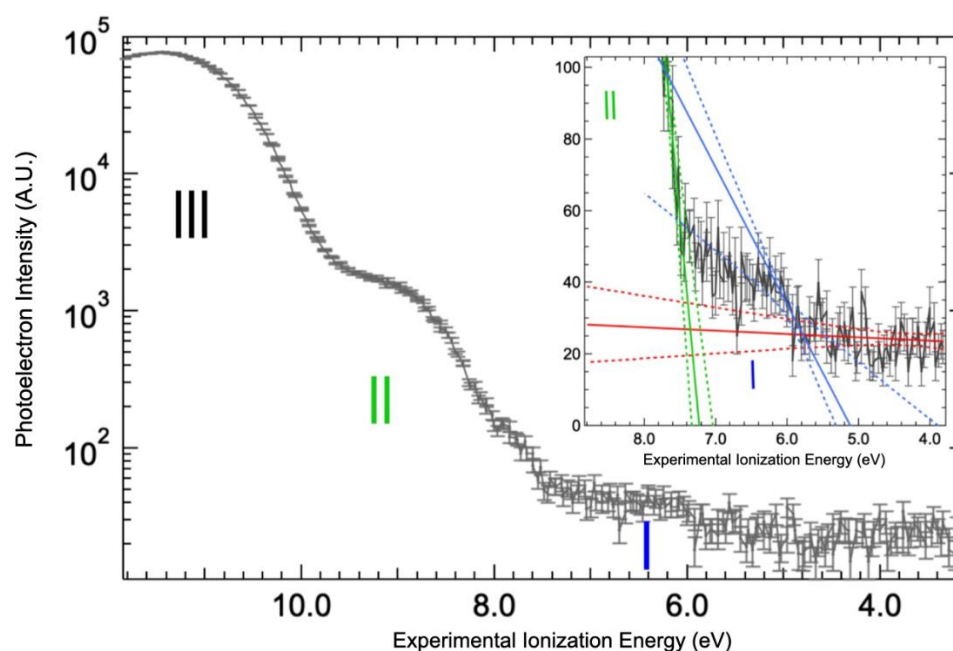 10^5
10^4
10^3
10^2
Photoelectron Intensity (A.U.)
III
II
I
10.0 8.0 6.0 4.0
Experimental Ionization Energy (eV)
100
80
60
40
20
0
II
I
8.0 7.0 6.0 5.0 4.0
Experimental Ionization Energy (eV)